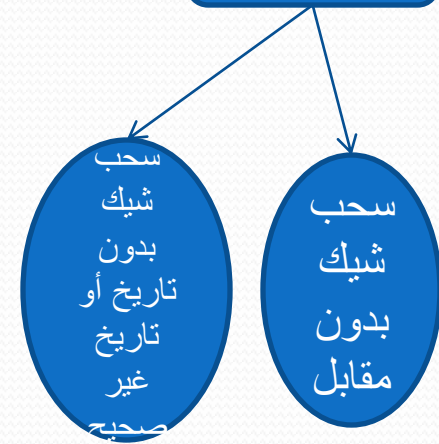 سحب
شيك
بدون
مقابل
سحب
شيك
بدون
تاريخ أو
تاريخ
غير
صحيح